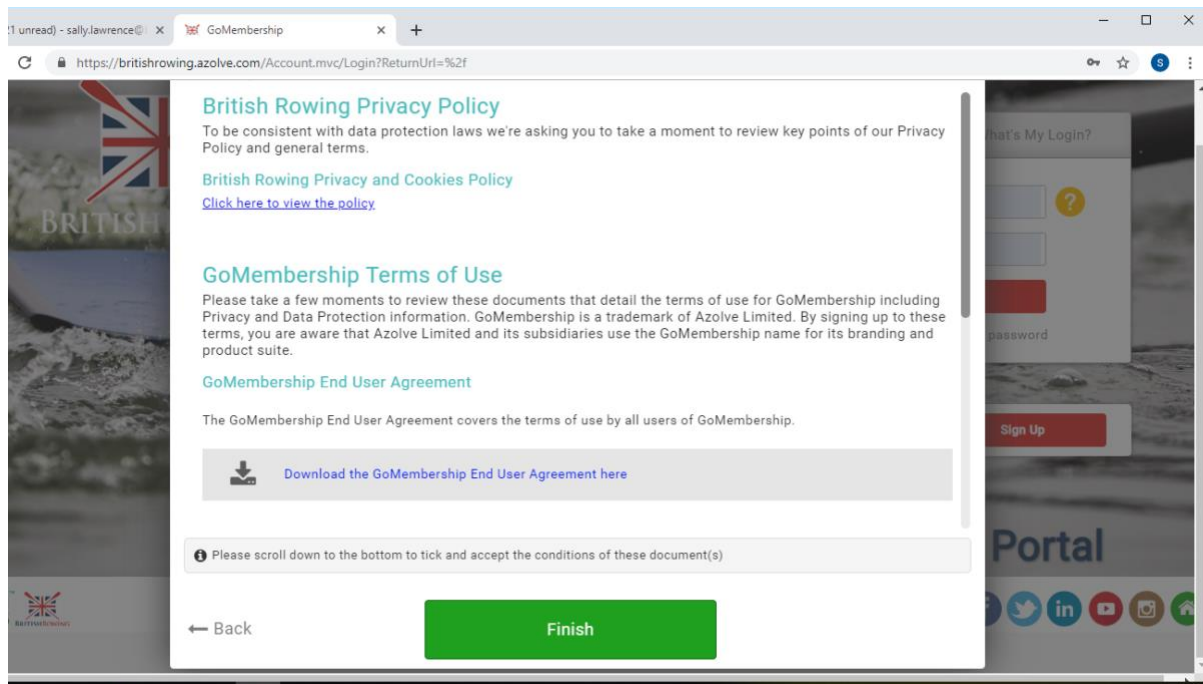 21 unread) - sally.lawrence@
GoMembership
https://britishrowing.azolve.com/Account.mvc/Login?ReturnUrl=%2f
S
British Rowing Privacy Policy
To be consistent with data protection laws we're asking you to take a moment to review key points of our Privacy
Policy and general terms.
British Rowing Privacy and Cookies Policy
Click here to view the policy
GoMembership Terms of Use
Please take a few moments to review these documents that detail the terms of use for GoMembership including
Privacy and Data Protection information. GoMembership is a trademark of Azolve Limited. By signing up to these
terms, you are aware that Azolve Limited and its subsidiaries use the GoMembership name for its branding and
product suite.
GoMembership End User Agreement
The GoMembership End User Agreement covers the terms of use by all users of GoMembership.
Download the GoMembership End User Agreement here
Please scroll down to the bottom to tick and accept the conditions of these document(s)
Back
Finish
BRITISH
What's My Login?
?
password
Sign Up
Portal
BRITISH ROWING
in